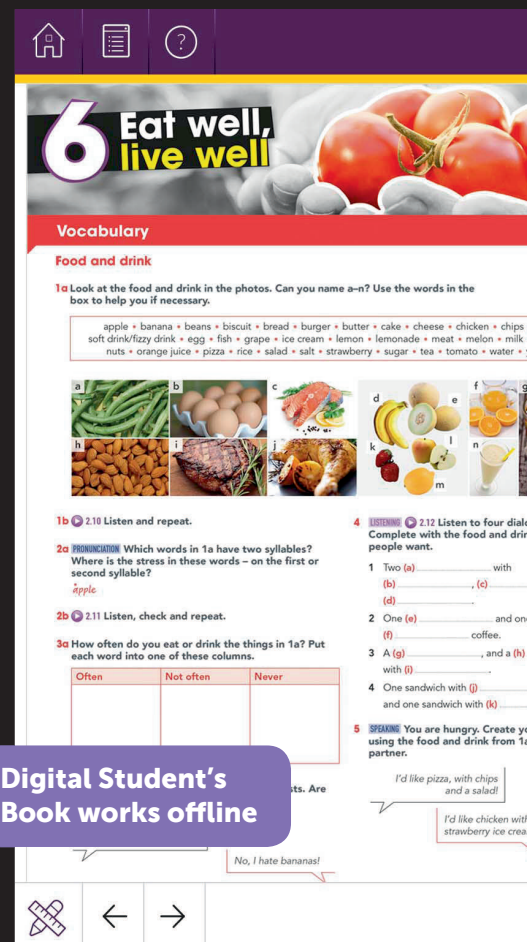 6
Eat well,
live well
Vocabulary
Food and drink
1a Look at the food and drink in the photos. Can you name a–n? Use the words in the
box to help you if necessary.
apple • banana • beans • biscuit • bread • burger • butter • cake • cheese • chicken • chips
soft drink/fizzy drink • egg • fish • grape • ice cream • lemon • lemonade • meat • melon • milk
nuts • orange juice • pizza • rice • salad • salt • strawberry • sugar • tea • tomato • water •
a
b
c
d
e
f
g
h
i
j
k
l
m
n
1b 2.10 Listen and repeat.
2a PRONUNCIATION Which words in 1a have two syllables?
Where is the stress in these words – on the first or
second syllable?
apple
2b 2.11 Listen, check and repeat.
3a How often do you eat or drink the things in 1a? Put
each word into one of these columns.
Often Not often Never
sts. Are
No, I hate bananas!
4 LISTENING 2.12 Listen to four
Complete with the food and
people want.
1 Two (a) with
(b) , (c)
(d) .
2 One (e) and
(f) coffee.
3 A (g) , and a (h)
with (i) .
4 One sandwich with (j)
and one sandwich with (k)
5 SPEAKING You are hungry. Create
using the food and drink from
partner.
I'd like pizza, with chips
and a salad!
I'd like chicken
strawberry ice
Digital Student's
Book works offline